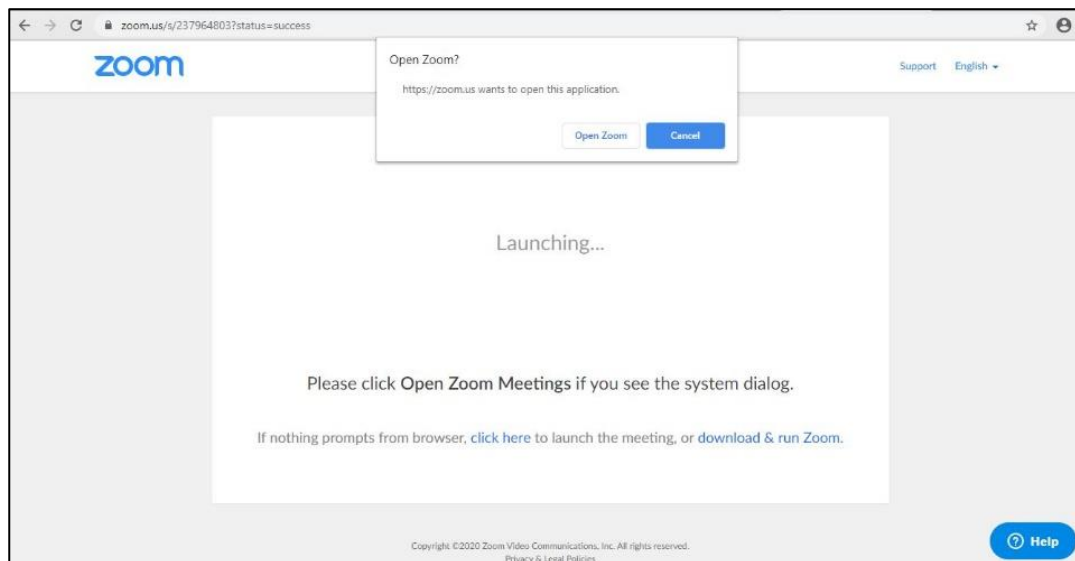 zoom.us/s/237964803?status=success
Open Zoom?
https://zoom.us wants to open this application.
Open Zoom Cancel
zoom
Support English
Launching...
Please click Open Zoom Meetings if you see the system dialog.
If nothing prompts from browser, click here to launch the meeting, or download & run Zoom.
Copyright ©2020 Zoom Video Communications, Inc. All rights reserved.
Privacy & Legal Policies
Help